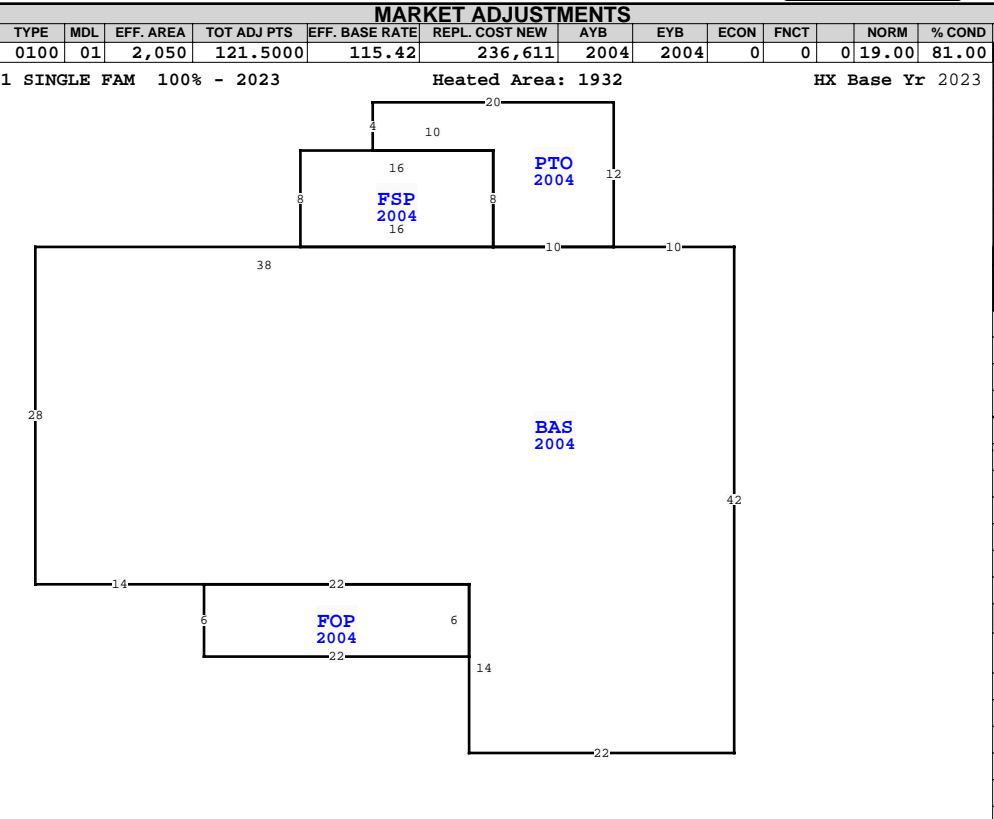 MARKET ADJUSTMENTS
TYPE MDL EFF. AREA TOT ADJ PTS EFF. BASE RATE REPL. COST NEW AYB EYB ECON FNCT NORM % COND
0100 01 2,050 121.5000 115.42 236,611 2004 2004 0 0 0 19.00 81.00
1 SINGLE FAM 100% - 2023 Heated Area: 1932 HX Base Yr 2023
20
4 10
PTO
16
12
2004
8 FSP 8
2004
16
10 10
38
28
BAS
2004
42
14 22
6 FOP 6
2004
22
14
22